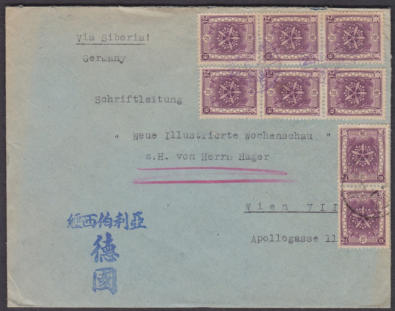 Via Siberia!
Germany
Schriftleitung
" Neue Illustrierte Wochenschau "
z.H. von Herrn Hager
Wien VII
Apollogasse 11
經西伯利亞
德
國